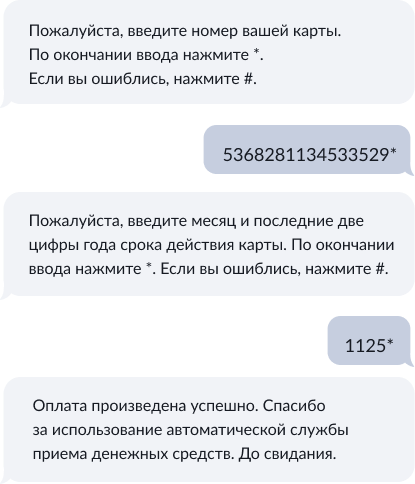 Пожалуйста, введите номер вашей карты.
По окончании ввода нажмите *.
Если вы ошиблись, нажмите #.
5368281134533529*
Пожалуйста, введите месяц и последние две
цифры года срока действия карты. По окончании
ввода нажмите *. Если вы ошиблись, нажмите #.
1125*
Оплата произведена успешно. Спасибо
за использование автоматической службы
приема денежных средств. До свидания.